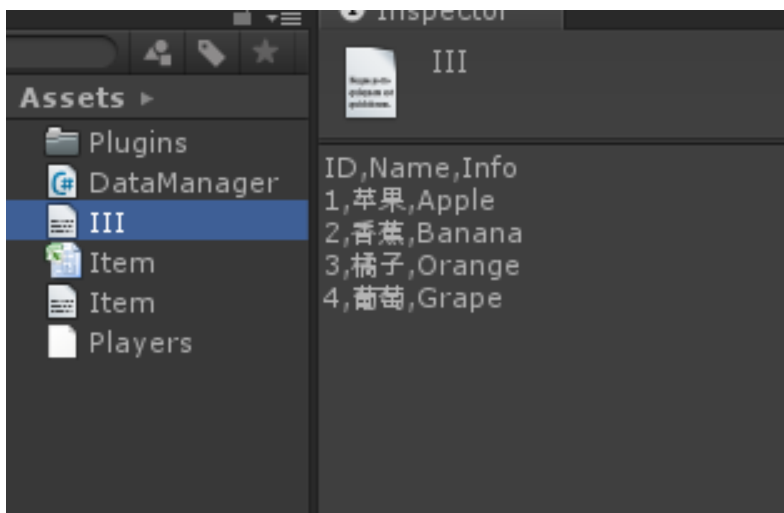 Inspector
Assets
Plugins
DataManager
III
Item
Item
Players
III
ID,Name,Info
1,苹果,Apple
2,香蕉,Banana
3,橘子,Orange
4,葡萄,Grape